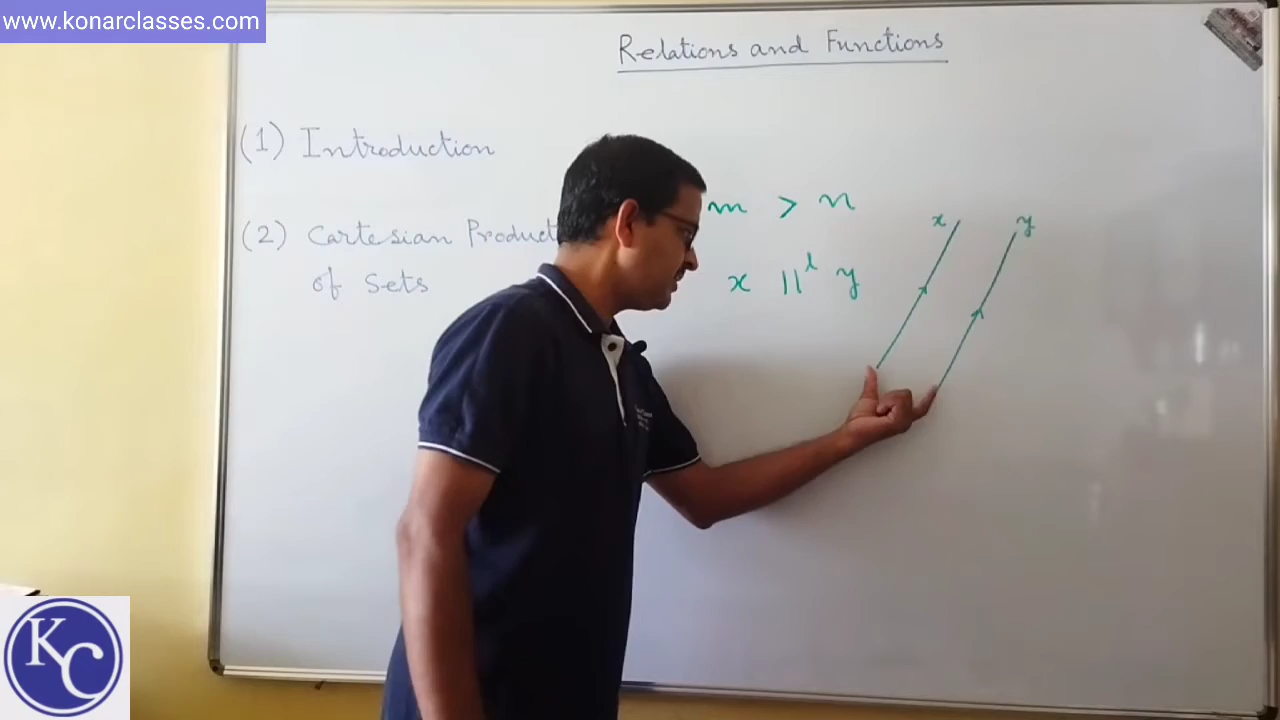 www.konarclasses.com
Relations and Functions
(1) Introduction
(2) Cartesian Product
of Sets
m > n
x ||ˡ y
x
y
KC